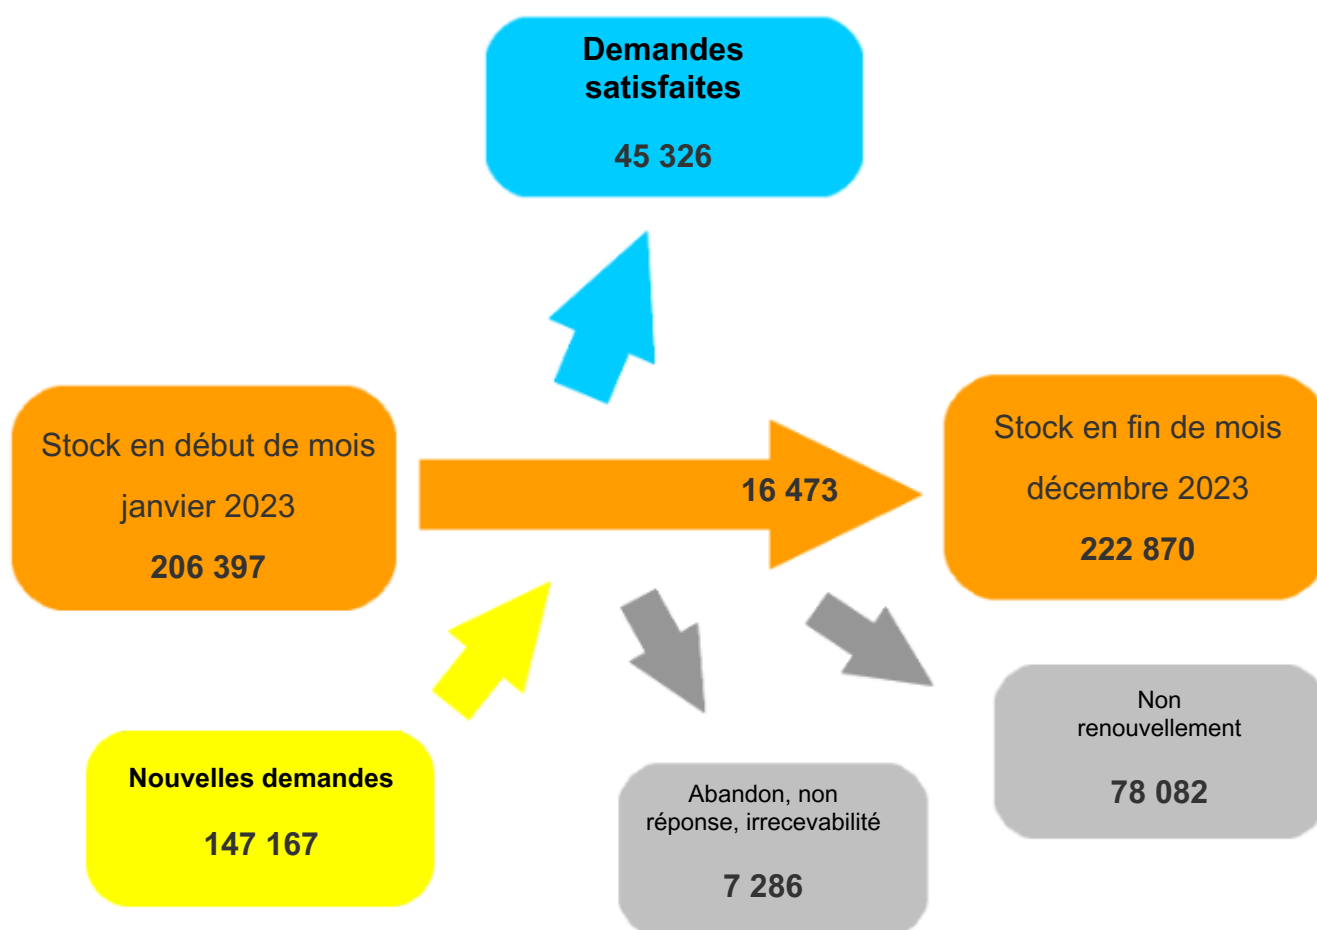 Demandes
satisfaites
45 326
Stock en début de mois
janvier 2023
206 397
16 473
Stock en fin de mois
décembre 2023
222 870
Nouvelles demandes
147 167
Abandon, non
réponse, irrecevabilité
7 286
Non
renouvellement
78 082